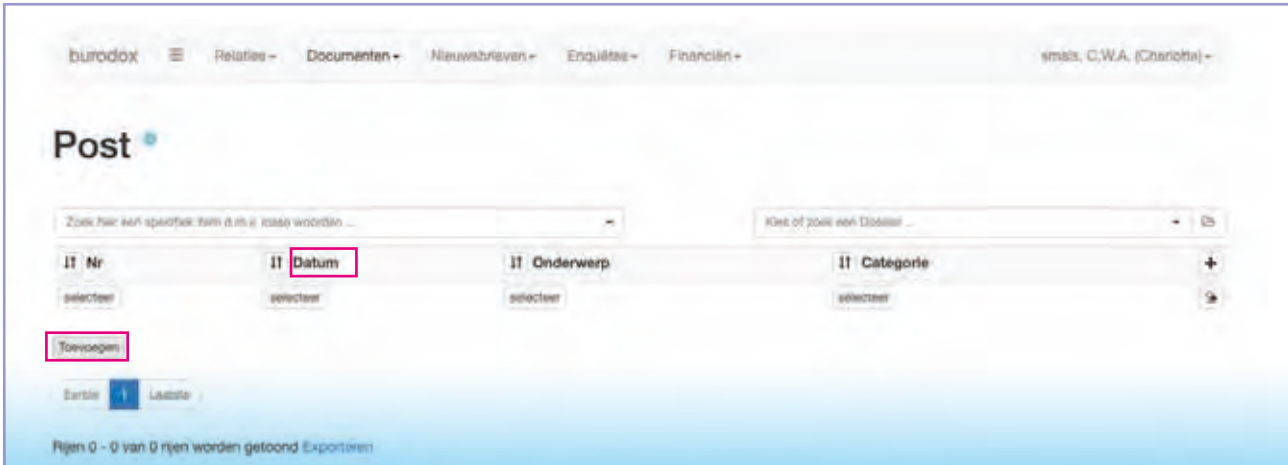 burodox Relaties Documenten Nieuwsbrieven Enquêtes Financiën smals, C.W.A. (Charlotte)
Post
Zoek hier een specifiek item d.m.v. losse woorden ... Kies of zoek een Dossier ...
Nr Datum Onderwerp Categorie +
selecteer selecteer selecteer selecteer
Toevoegen
Eerste 1 Laatste
Rijen 0 - 0 van 0 rijen worden getoond Exporteren